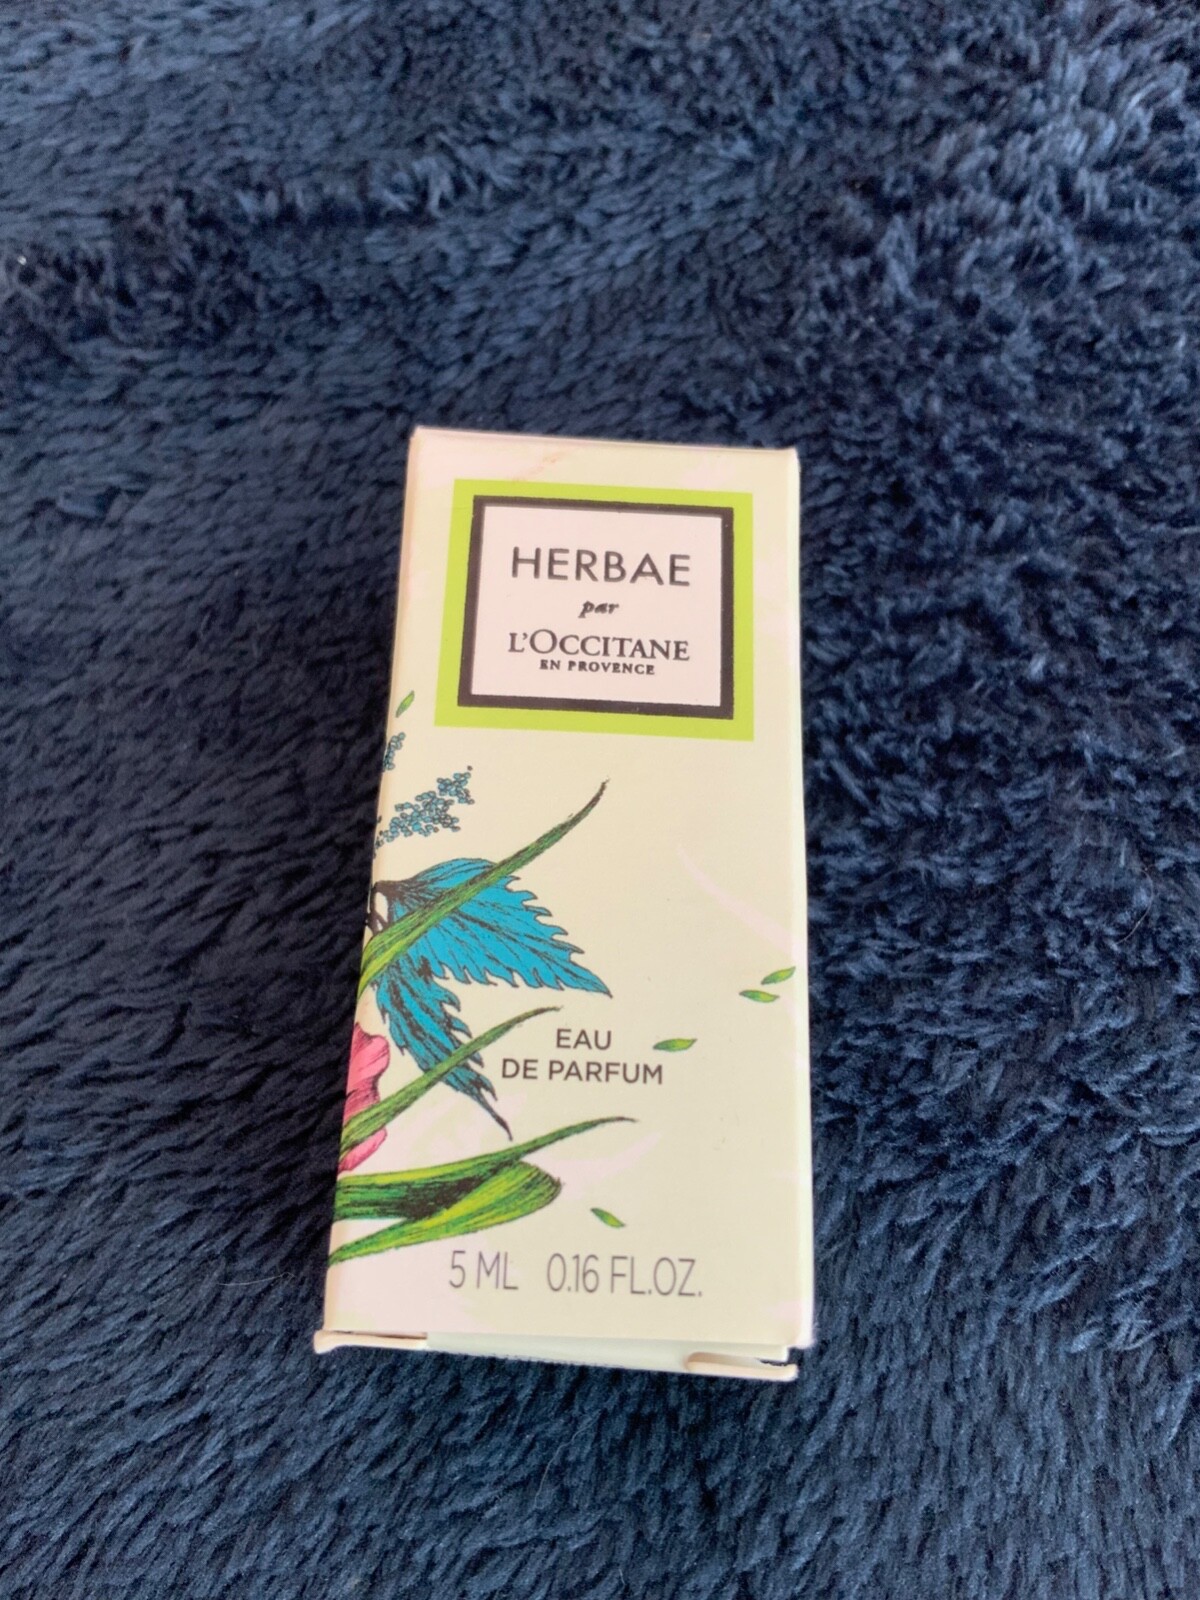 HERBAE
par
L'OCCITANE
EN PROVENCE
EAU
DE PARFUM
5 ML 0.16 FL.OZ.